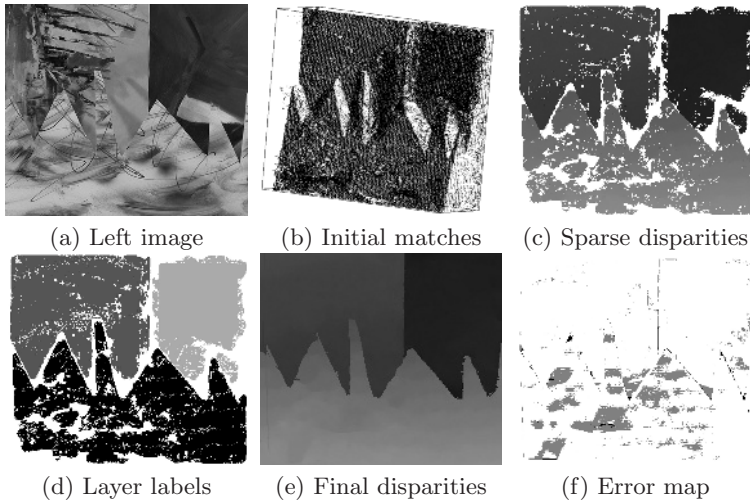 (a) Left image
(b) Initial matches
(c) Sparse disparities
(d) Layer labels
(e) Final disparities
(f) Error map